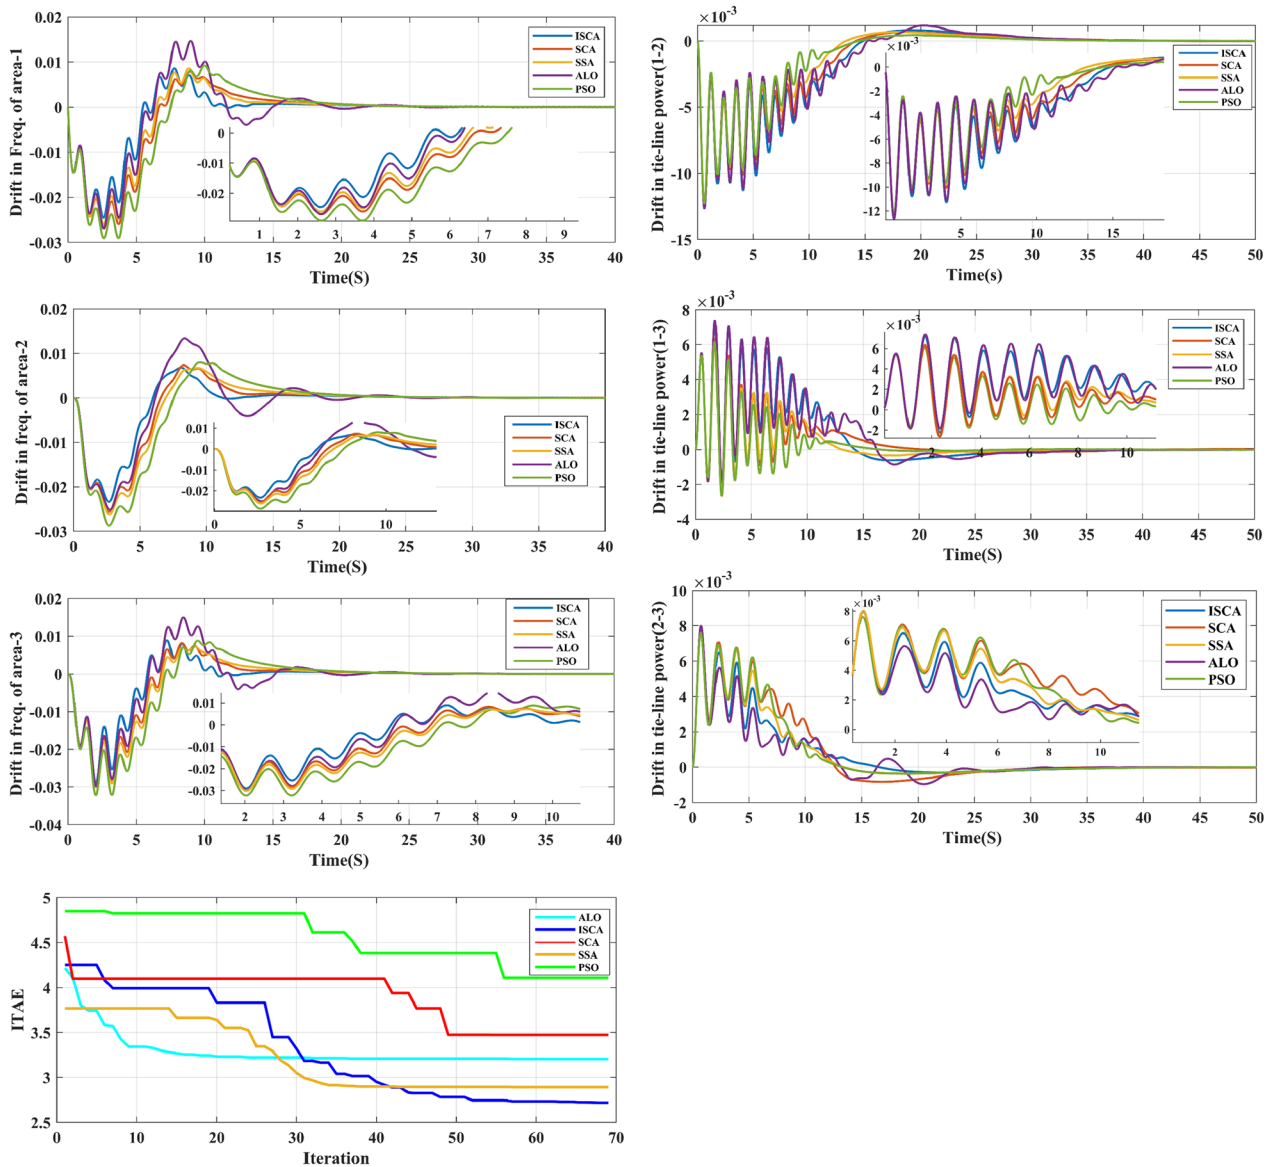 0.02
0.01
0
-0.01
-0.02
-0.03
Drift in Freq. of area-1
ISCA
SCA
SSA
ALO
PSO
0
-0.01
-0.02
1 2 3 4 5 6 7 8 9
0 5 10 15 20 25 30 35 40
Time(S)
×10⁻³
0
-5
-10
-15
Drift in tie-line power(1-2)
×10⁻³
0
-2
-4
-6
-8
-10
-12
5 10 15
ISCA
SCA
SSA
ALO
PSO
0 5 10 15 20 25 30 35 40 45 50
Time(s)
0.02
0.01
0
-0.01
-0.02
-0.03
Drift in freq. of area-2
0.01
0
-0.01
-0.02
0 5 10
ISCA
SCA
SSA
ALO
PSO
0 5 10 15 20 25 30 35 40
Time(S)
×10⁻³
8
6
4
2
0
-2
-4
Drift in tie-line power(1-3)
×10⁻³
6
4
2
0
-2
2 4 6 8 10
ISCA
SCA
SSA
ALO
PSO
0 5 10 15 20 25 30 35 40 45 50
Time(S)
0.02
0.01
0
-0.01
-0.02
-0.03
-0.04
Drift in freq. of area-3
ISCA
SCA
SSA
ALO
PSO
0.01
0
-0.01
-0.02
-0.03
2 3 4 5 6 7 8 9 10
0 5 10 15 20 25 30 35 40
Time(S)
×10⁻³
10
8
6
4
2
0
-2
Drift in tie-line power(2-3)
×10⁻³
8
6
4
2
0
2 4 6 8 10
ISCA
SCA
SSA
ALO
PSO
0 5 10 15 20 25 30 35 40 45 50
Time(S)
5
4.5
4
3.5
3
2.5
ITAE
ALO
ISCA
SCA
SSA
PSO
0 10 20 30 40 50 60 70
Iteration